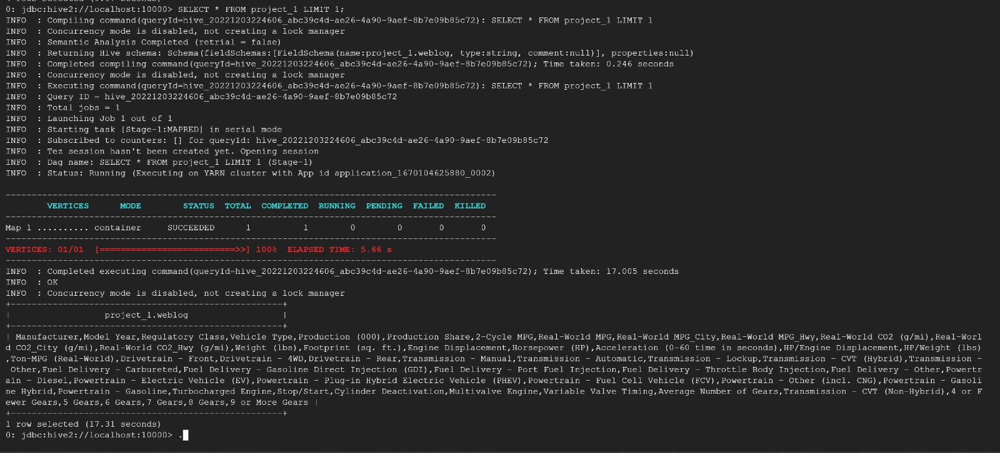 0: jdbc:hive2://localhost:10000> SELECT * FROM project_1 LIMIT 1;
INFO  : Compiling command(queryId=hive_20221203224606_abc39c4d-ae26-4a90-9aef-8b7e09b85c72): SELECT * FROM project_1 LIMIT 1
INFO  : Concurrency mode is disabled, not creating a lock manager
INFO  : Semantic Analysis Completed (retrial = false)
INFO  : Returning Hive schema: Schema(fieldSchemas:[FieldSchema(name:project_1.weblog, type:string, comment:null)], properties:null)
INFO  : Completed compiling command(queryId=hive_20221203224606_abc39c4d-ae26-4a90-9aef-8b7e09b85c72); Time taken: 0.246 seconds
INFO  : Concurrency mode is disabled, not creating a lock manager
INFO  : Executing command(queryId=hive_20221203224606_abc39c4d-ae26-4a90-9aef-8b7e09b85c72): SELECT * FROM project_1 LIMIT 1
INFO  : Query ID = hive_20221203224606_abc39c4d-ae26-4a90-9aef-8b7e09b85c72
INFO  : Total jobs = 1
INFO  : Launching Job 1 out of 1
INFO  : Starting task [Stage-1:MAPRED] in serial mode
INFO  : Subscribed to counters: [] for queryId: hive_20221203224606_abc39c4d-ae26-4a90-9aef-8b7e09b85c72
INFO  : Tez session hasn't been created yet. Opening session
INFO  : Dag name: SELECT * FROM project_1 LIMIT 1 (Stage-1)
INFO  : Status: Running (Executing on YARN cluster with App id application_1670104625880_0002)
----------------------------------------------------------------------------------------------
        VERTICES      MODE        STATUS  TOTAL  COMPLETED  RUNNING  PENDING  FAILED  KILLED
----------------------------------------------------------------------------------------------
Map 1 .......... container     SUCCEEDED      1          1        0        0       0       0
----------------------------------------------------------------------------------------------
VERTICES: 01/01  [==========================>>] 100%  ELAPSED TIME: 5.66 s
----------------------------------------------------------------------------------------------
INFO  : Completed executing command(queryId=hive_20221203224606_abc39c4d-ae26-4a90-9aef-8b7e09b85c72); Time taken: 17.005 seconds
INFO  : OK
INFO  : Concurrency mode is disabled, not creating a lock manager
+----------------------------------------------------+
|                  project_1.weblog                  |
+----------------------------------------------------+
| Manufacturer,Model Year,Regulatory Class,Vehicle Type,Production (000),Production Share,2-Cycle MPG,Real-World MPG,Real-World MPG_City,Real-World MPG_Hwy,Real-World CO2 (g/mi),Real-Worl
d CO2_City (g/mi),Real-World CO2_Hwy (g/mi),Weight (lbs),Footprint (sq. ft.),Engine Displacement,Horsepower (HP),Acceleration (0-60 time in seconds),HP/Engine Displacement,HP/Weight (lbs)
,Ton-MPG (Real-World),Drivetrain - Front,Drivetrain - 4WD,Drivetrain - Rear,Transmission - Manual,Transmission - Automatic,Transmission - Lockup,Transmission - CVT (Hybrid),Transmission -
 Other,Fuel Delivery - Carbureted,Fuel Delivery - Gasoline Direct Injection (GDI),Fuel Delivery - Port Fuel Injection,Fuel Delivery - Throttle Body Injection,Fuel Delivery - Other,Powertr
ain - Diesel,Powertrain - Electric Vehicle (EV),Powertrain - Plug-in Hybrid Electric Vehicle (PHEV),Powertrain - Fuel Cell Vehicle (FCV),Powertrain - Other (incl. CNG),Powertrain - Gasoli
ne Hybrid,Powertrain - Gasoline,Turbocharged Engine,Stop/Start,Cylinder Deactivation,Multivalve Engine,Variable Valve Timing,Average Number of Gears,Transmission - CVT (Non-Hybrid),4 or F
ewer Gears,5 Gears,6 Gears,7 Gears,8 Gears,9 or More Gears |
+----------------------------------------------------+
1 row selected (17.31 seconds)
0: jdbc:hive2://localhost:10000> .